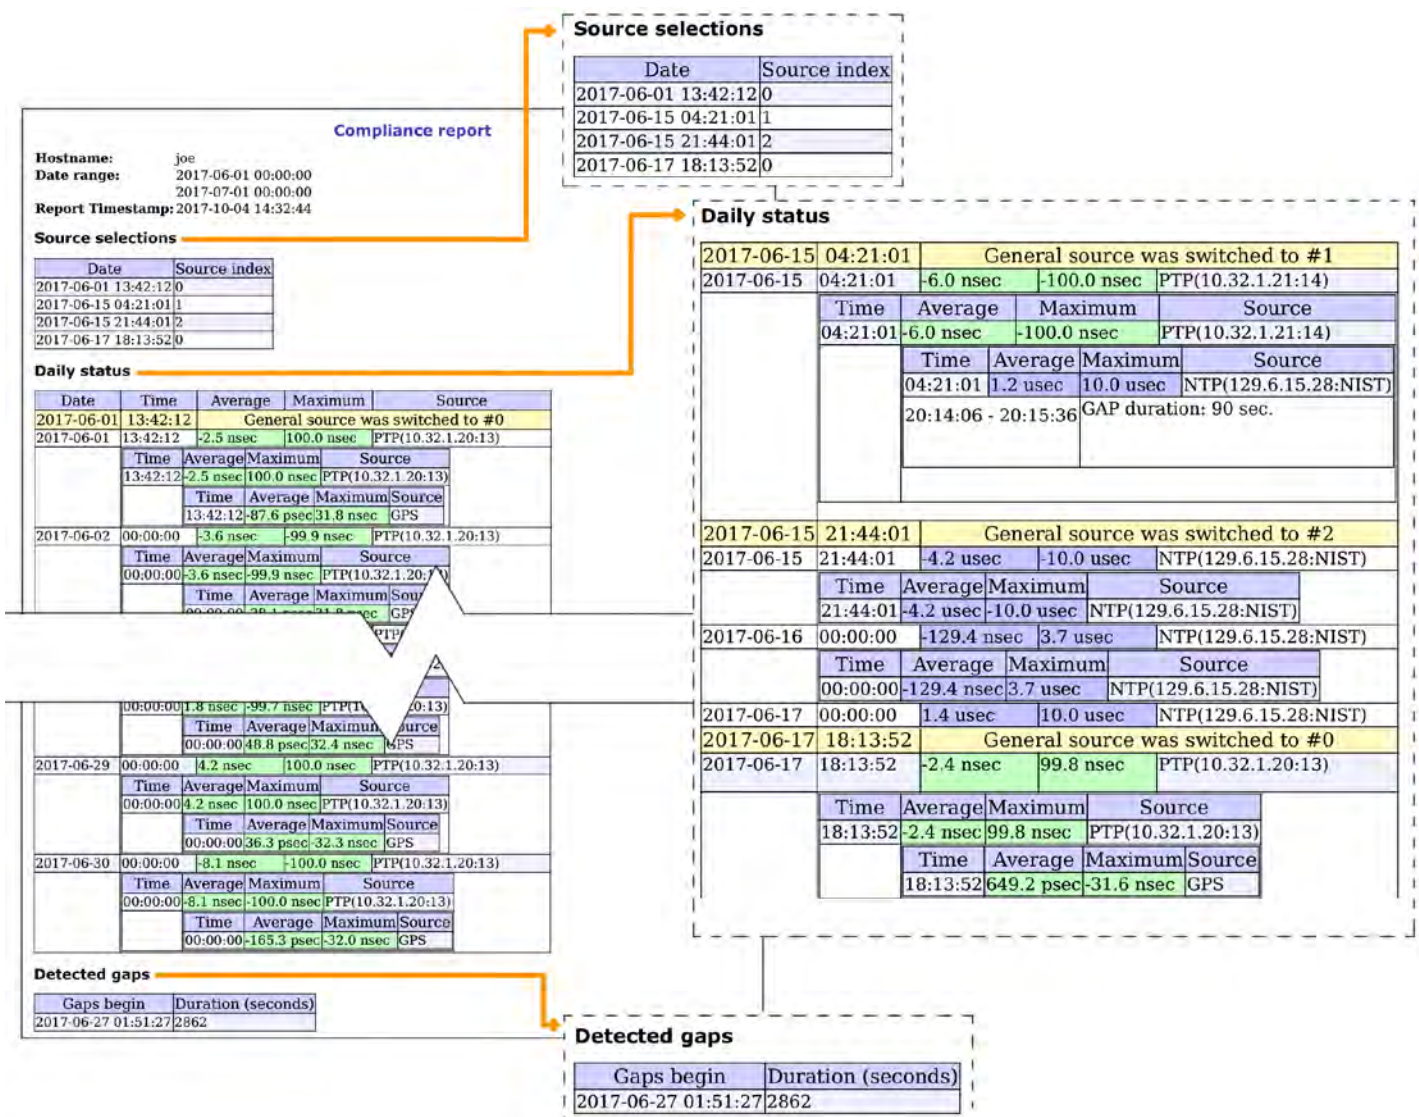 Compliance report
Hostname: joe
Date range: 2017-06-01 00:00:00
2017-07-01 00:00:00
Report Timestamp: 2017-10-04 14:32:44
Source selections
Date Source index
2017-06-01 13:42:12 0
2017-06-15 04:21:01 1
2017-06-15 21:44:01 2
2017-06-17 18:13:52 0
Daily status
Date Time Average Maximum Source
2017-06-01 13:42:12 General source was switched to #0
2017-06-01 13:42:12 -2.5 nsec 100.0 nsec PTP(10.32.1.20:13)
Time Average Maximum Source
13:42:12 -2.5 nsec 100.0 nsec PTP(10.32.1.20:13)
Time Average Maximum Source
13:42:12 -87.6 psec 31.8 nsec GPS
2017-06-02 00:00:00 -3.6 nsec -99.9 nsec PTP(10.32.1.20:13)
Time Average Maximum Source
00:00:00 -3.6 nsec -99.9 nsec
Time Average Maximum
GPS
00:00:00 1.8 nsec -99.7 nsec
Time Average Maximum
00:00:00 48.8 psec 32.4 nsec GPS
2017-06-29 00:00:00 4.2 nsec 100.0 nsec PTP(10.32.1.20:13)
Time Average Maximum Source
00:00:00 4.2 nsec 100.0 nsec PTP(10.32.1.20:13)
Time Average Maximum Source
00:00:00 36.3 psec -32.3 nsec GPS
2017-06-30 00:00:00 -8.1 nsec -100.0 nsec PTP(10.32.1.20:13)
Time Average Maximum Source
00:00:00 -8.1 nsec -100.0 nsec PTP(10.32.1.20:13)
Time Average Maximum Source
00:00:00 -165.3 psec -32.0 nsec GPS
Detected gaps
Gaps begin Duration (seconds)
2017-06-27 01:51:27 2862
Source selections
Date Source index
2017-06-01 13:42:12 0
2017-06-15 04:21:01 1
2017-06-15 21:44:01 2
2017-06-17 18:13:52 0
Daily status
2017-06-15 04:21:01 General source was switched to #1
2017-06-15 04:21:01 -6.0 nsec -100.0 nsec PTP(10.32.1.21:14)
Time Average Maximum Source
04:21:01 -6.0 nsec -100.0 nsec PTP(10.32.1.21:14)
Time Average Maximum Source
04:21:01 1.2 usec 10.0 usec NTP(129.6.15.28:NIST)
20:14:06 - 20:15:36 GAP duration: 90 sec.
2017-06-15 21:44:01 General source was switched to #2
2017-06-15 21:44:01 -4.2 usec -10.0 usec NTP(129.6.15.28:NIST)
Time Average Maximum Source
21:44:01 -4.2 usec -10.0 usec NTP(129.6.15.28:NIST)
2017-06-16 00:00:00 -129.4 nsec 3.7 usec NTP(129.6.15.28:NIST)
Time Average Maximum Source
00:00:00 -129.4 nsec 3.7 usec NTP(129.6.15.28:NIST)
2017-06-17 00:00:00 1.4 usec 10.0 usec NTP(129.6.15.28:NIST)
2017-06-17 18:13:52 General source was switched to #0
2017-06-17 18:13:52 -2.4 nsec 99.8 nsec PTP(10.32.1.20:13)
Time Average Maximum Source
18:13:52 -2.4 nsec 99.8 nsec PTP(10.32.1.20:13)
Time Average Maximum Source
18:13:52 649.2 psec -31.6 nsec GPS
Detected gaps
Gaps begin Duration (seconds)
2017-06-27 01:51:27 2862